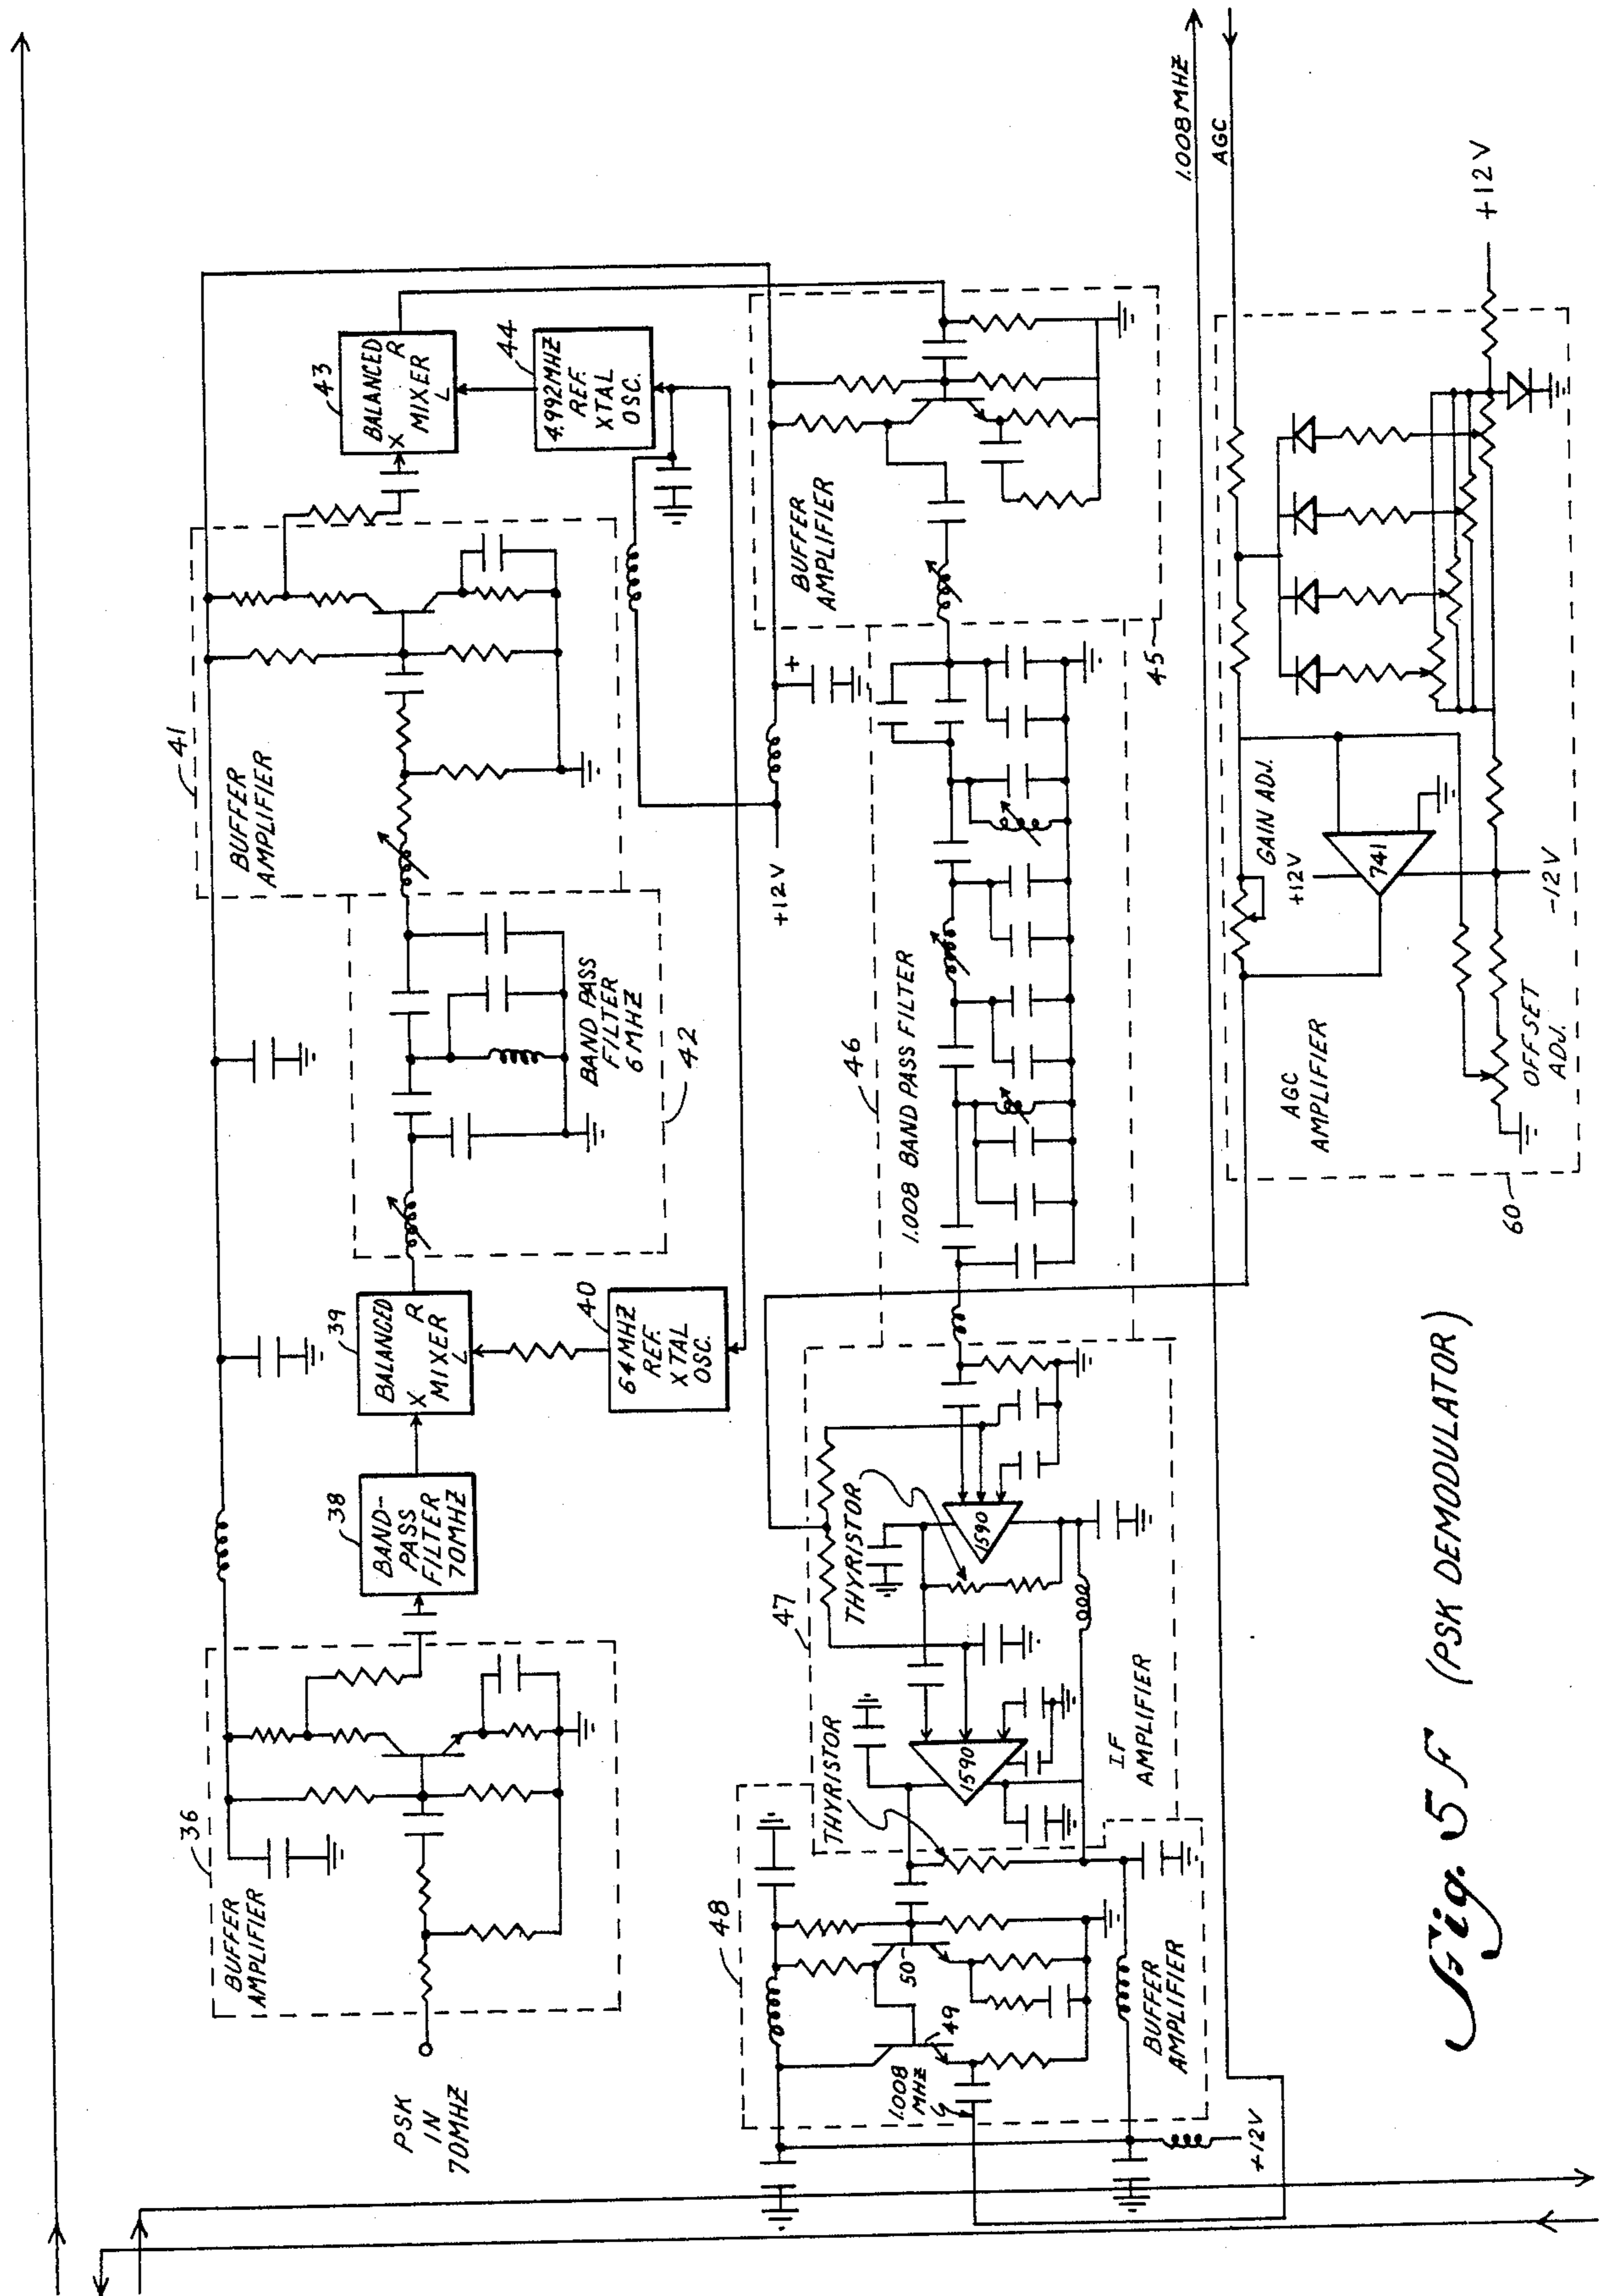 1.008 MHZ
AGC
43
BALANCED
X R
MIXER
L
44
4.992MHZ
REF.
XTAL
OSC.
41
BUFFER
AMPLIFIER
BAND PASS
FILTER
6 MHZ
42
39
BALANCED
X R
MIXER
L
40
64 MHZ
REF.
XTAL
OSC.
38
BAND-
PASS
FILTER
70MHZ
36
BUFFER
AMPLIFIER
PSK
IN
70MHZ
BUFFER
AMPLIFIER
45
+
+12V
46
1.008 BAND PASS FILTER
47
THYRISTOR
1590
THYRISTOR
1590
IF
AMPLIFIER
48
50
49
1.008
MHZ
BUFFER
AMPLIFIER
+12V
+12V
GAIN ADJ.
+12V
741
-12V
AGC
AMPLIFIER
OFFSET
ADJ.
60
Fig. 5F (PSK DEMODULATOR)